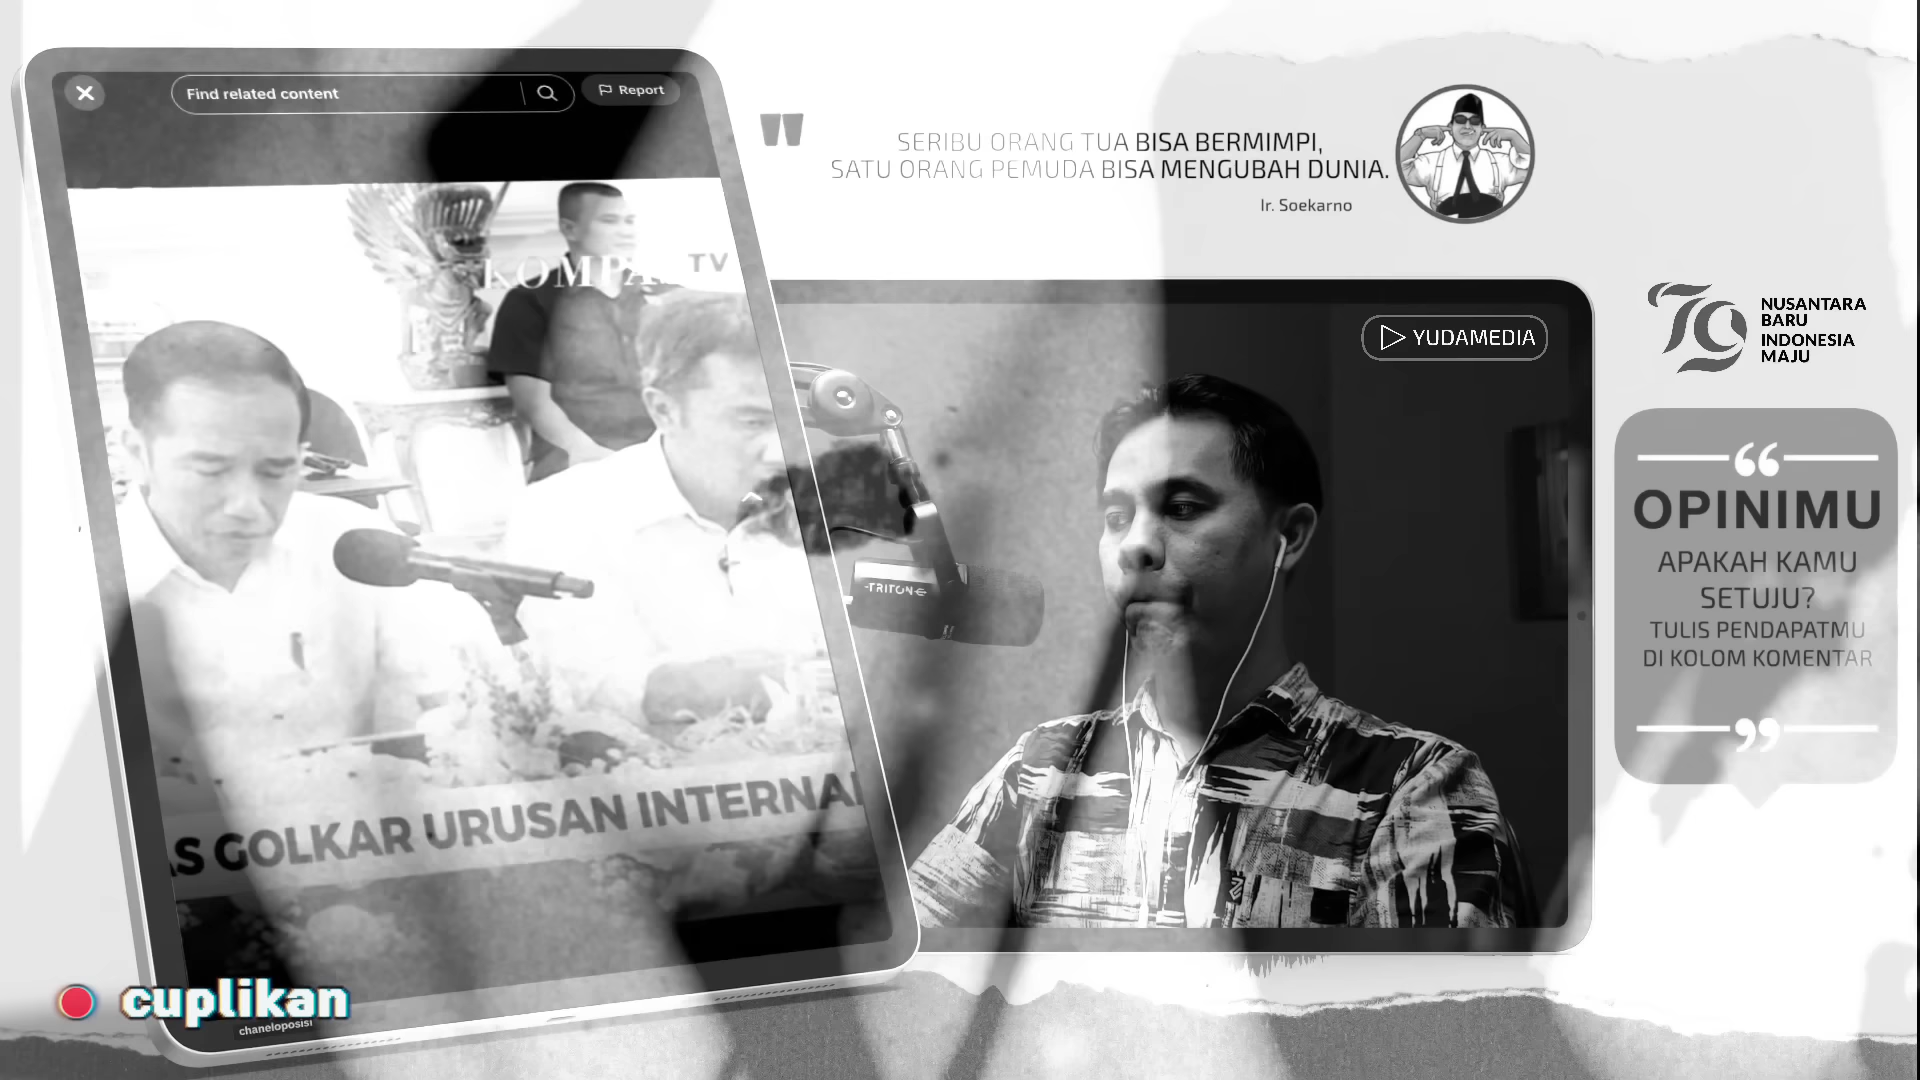 Find related content
Report
SERIBU ORANG TUA BISA BERMIMPI,
SATU ORANG PEMUDA BISA MENGUBAH DUNIA.
Ir. Soekarno
KOMPAS TV
YUDAMEDIA
79
NUSANTARA
BARU
INDONESIA
MAJU
TRITON
OPINIMU
APAKAH KAMU
SETUJU?
TULIS PENDAPATMU
DI KOLOM KOMENTAR
GOLKAR URUSAN INTERNAL
cuplikan
chaneloposisi